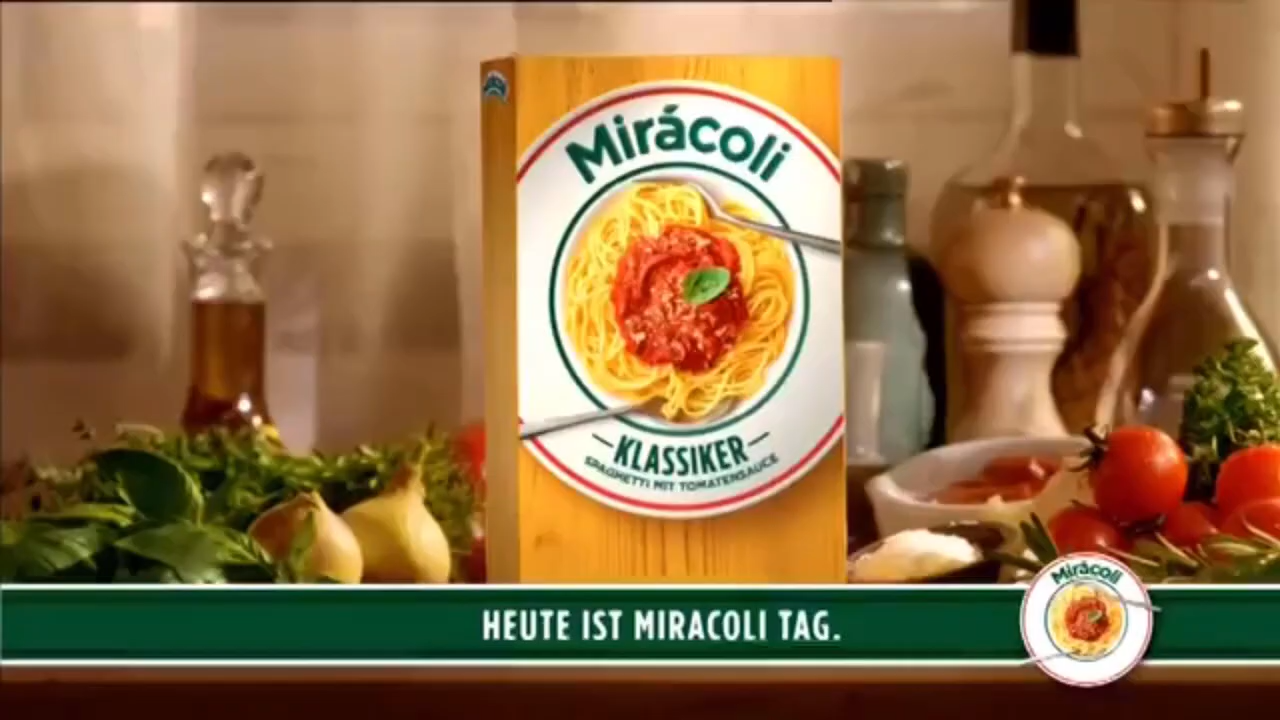 Mirácoli
KLASSIKER
SPAGHETTI MIT TOMATENSAUCE
HEUTE IST MIRACOLI TAG.
Mirácoli